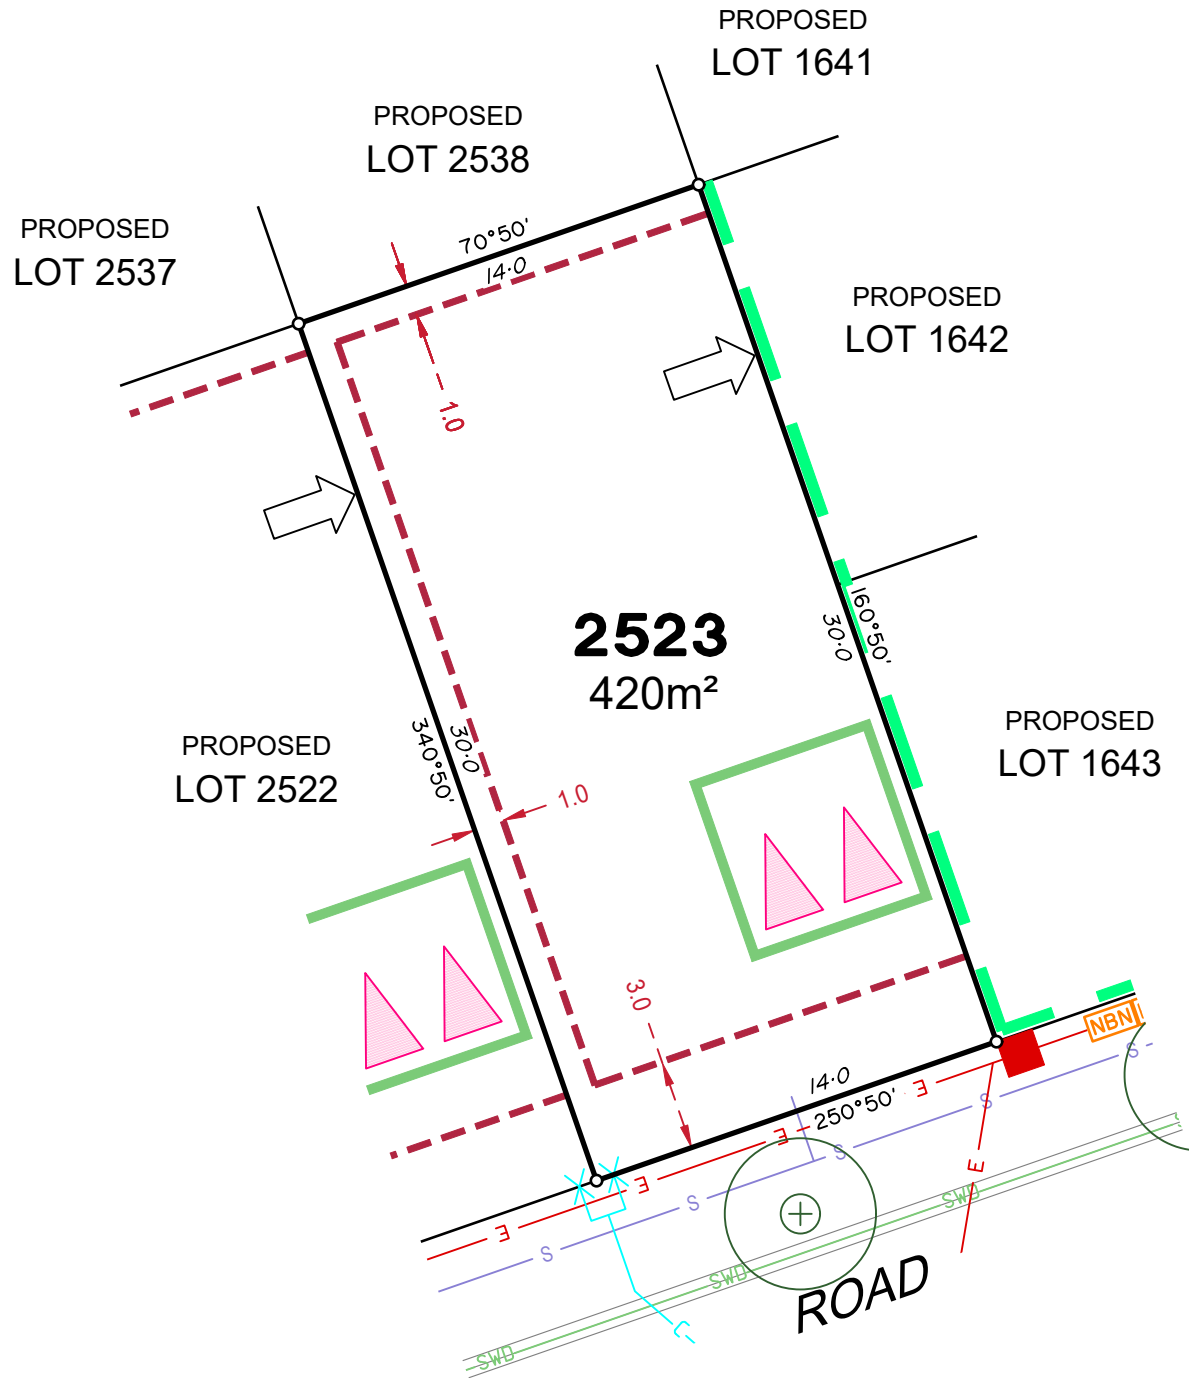 PROPOSED
LOT 1641
PROPOSED
LOT 2538
PROPOSED
LOT 2537
70°50'
14·0
PROPOSED
LOT 1642
1.0
2523
420m²
160°50'
30·0
PROPOSED
LOT 1643
PROPOSED
LOT 2522
340°50'
30·0
1.0
3.0
14·0
250°50'
NBN
E
E
E
E
E
S
S
S
S
S
SWD
SWD
SWD
ROAD